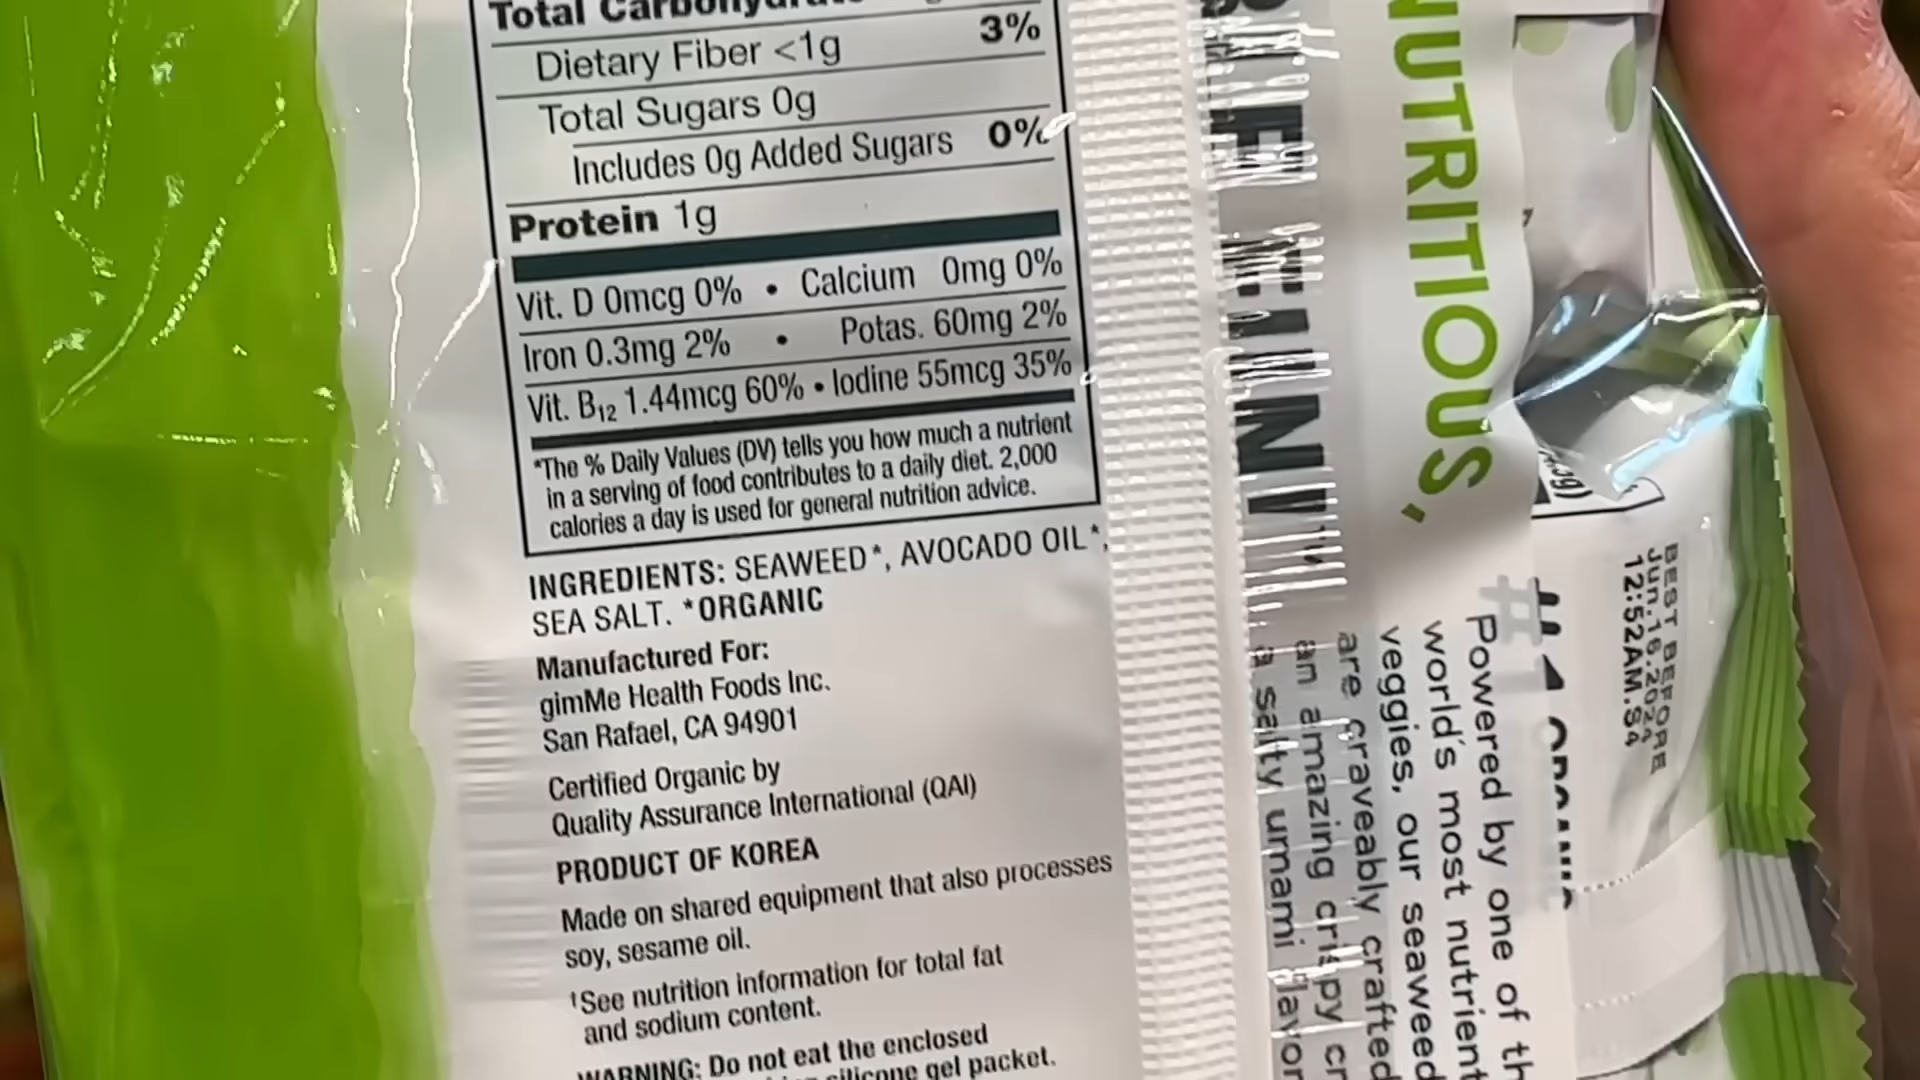 Total Carbohydrate
Dietary Fiber <1g 3%
Total Sugars 0g
Includes 0g Added Sugars 0%
Protein 1g
Vit. D 0mcg 0% • Calcium 0mg 0%
Iron 0.3mg 2% • Potas. 60mg 2%
Vit. B12 1.44mcg 60% • Iodine 55mcg 35%
*The % Daily Values (DV) tells you how much a nutrient
in a serving of food contributes to a daily diet. 2,000
calories a day is used for general nutrition advice.
INGREDIENTS: SEAWEED*, AVOCADO OIL*,
SEA SALT. *ORGANIC
Manufactured For:
gimMe Health Foods Inc.
San Rafael, CA 94901
Certified Organic by
Quality Assurance International (QAI)
PRODUCT OF KOREA
Made on shared equipment that also processes
soy, sesame oil.
†See nutrition information for total fat
and sodium content.
WARNING: Do not eat the enclosed
gel packet.
NUTRITIOUS,
#1
Powered by one of
world's most nutrient
veggies, our seaweed
are craveably crafted
an amazing crispy
a salty umami flavor
BEST BEFORE
Jun.16.2024
12:52AM.S4